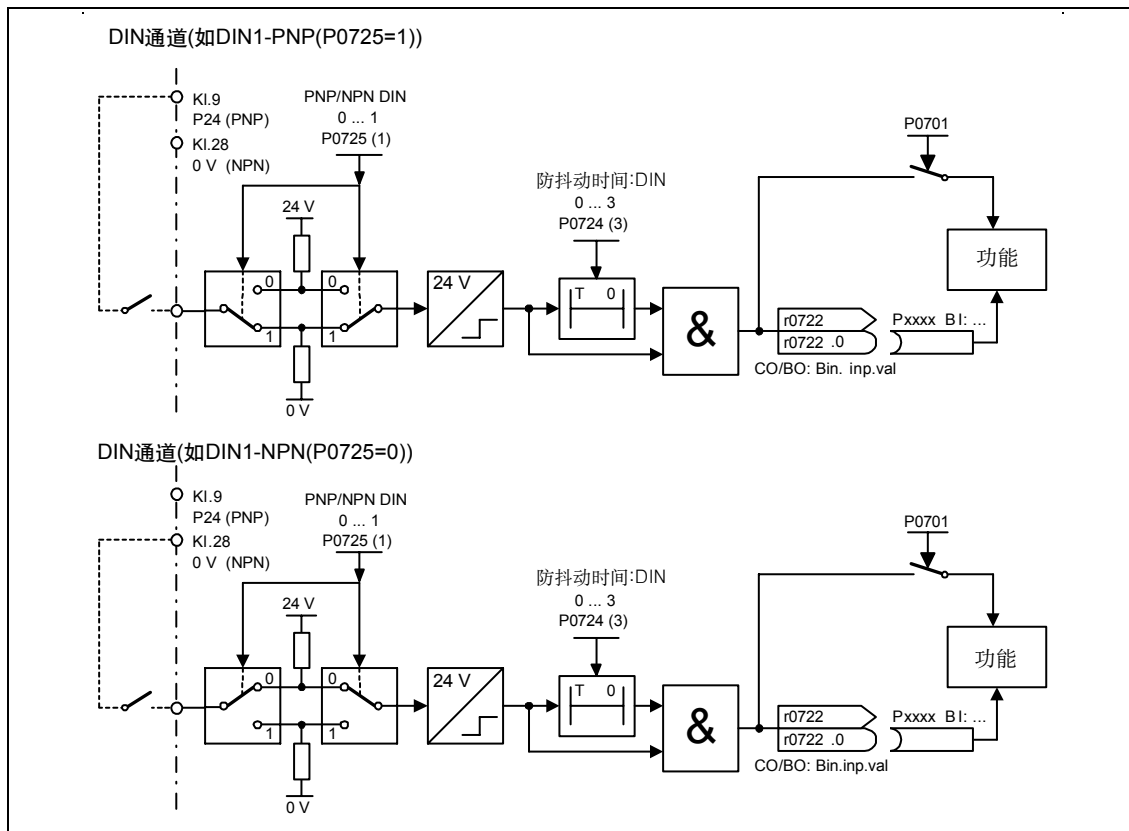 DIN通道(如DIN1-PNP(P0725=1))
Kl.9
P24 (PNP)
Kl.28
0 V (NPN)
PNP/NPN DIN
0 ... 1
P0725 (1)
24 V
0
0
1
1
0 V
24 V
防抖动时间:DIN
0 ... 3
P0724 (3)
T 0
&
P0701
功能
r0722
r0722 .0
Pxxxx BI: ...
CO/BO: Bin. inp.val
DIN通道(如DIN1-NPN(P0725=0))
Kl.9
P24 (PNP)
Kl.28
0 V (NPN)
PNP/NPN DIN
0 ... 1
P0725 (1)
24 V
0
0
1
1
0 V
24 V
防抖动时间:DIN
0 ... 3
P0724 (3)
T 0
&
P0701
功能
r0722
r0722 .0
Pxxxx BI: ...
CO/BO: Bin.inp.val